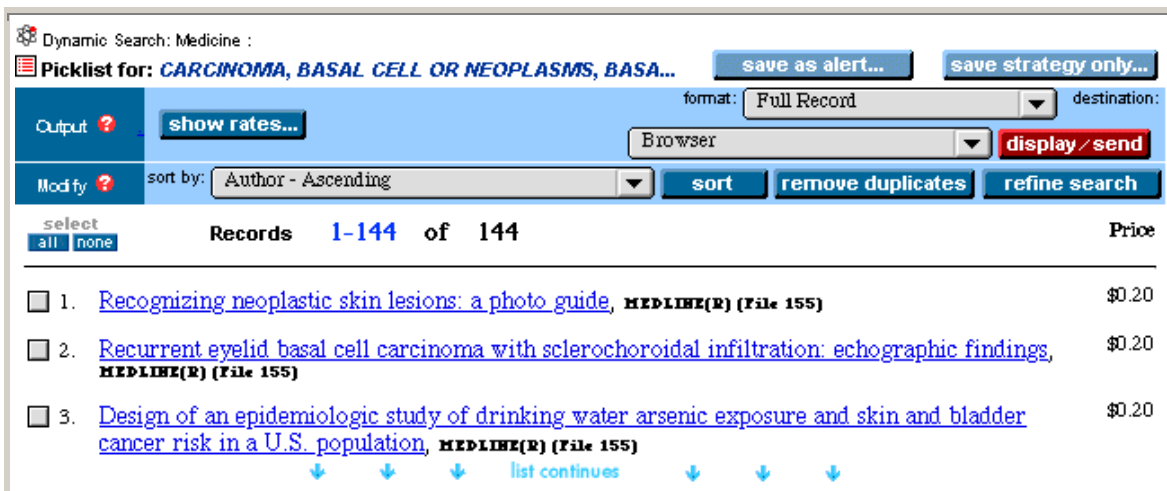 Dynamic Search: Medicine :
Picklist for: CARCINOMA, BASAL CELL OR NEOPLASMS, BASA... save as alert... save strategy only...
format: Full Record destination:
Output ? show rates...
Browser display/send
Modify ? sort by: Author - Ascending sort remove duplicates refine search
select
all none Records 1-144 of 144 Price
1. Recognizing neoplastic skin lesions: a photo guide, MEDLINE(R) (File 155) $0.20
2. Recurrent eyelid basal cell carcinoma with sclerochoroidal infiltration: echographic findings, $0.20
MEDLINE(R) (File 155)
3. Design of an epidemiologic study of drinking water arsenic exposure and skin and bladder $0.20
cancer risk in a U.S. population, MEDLINE(R) (File 155)
list continues